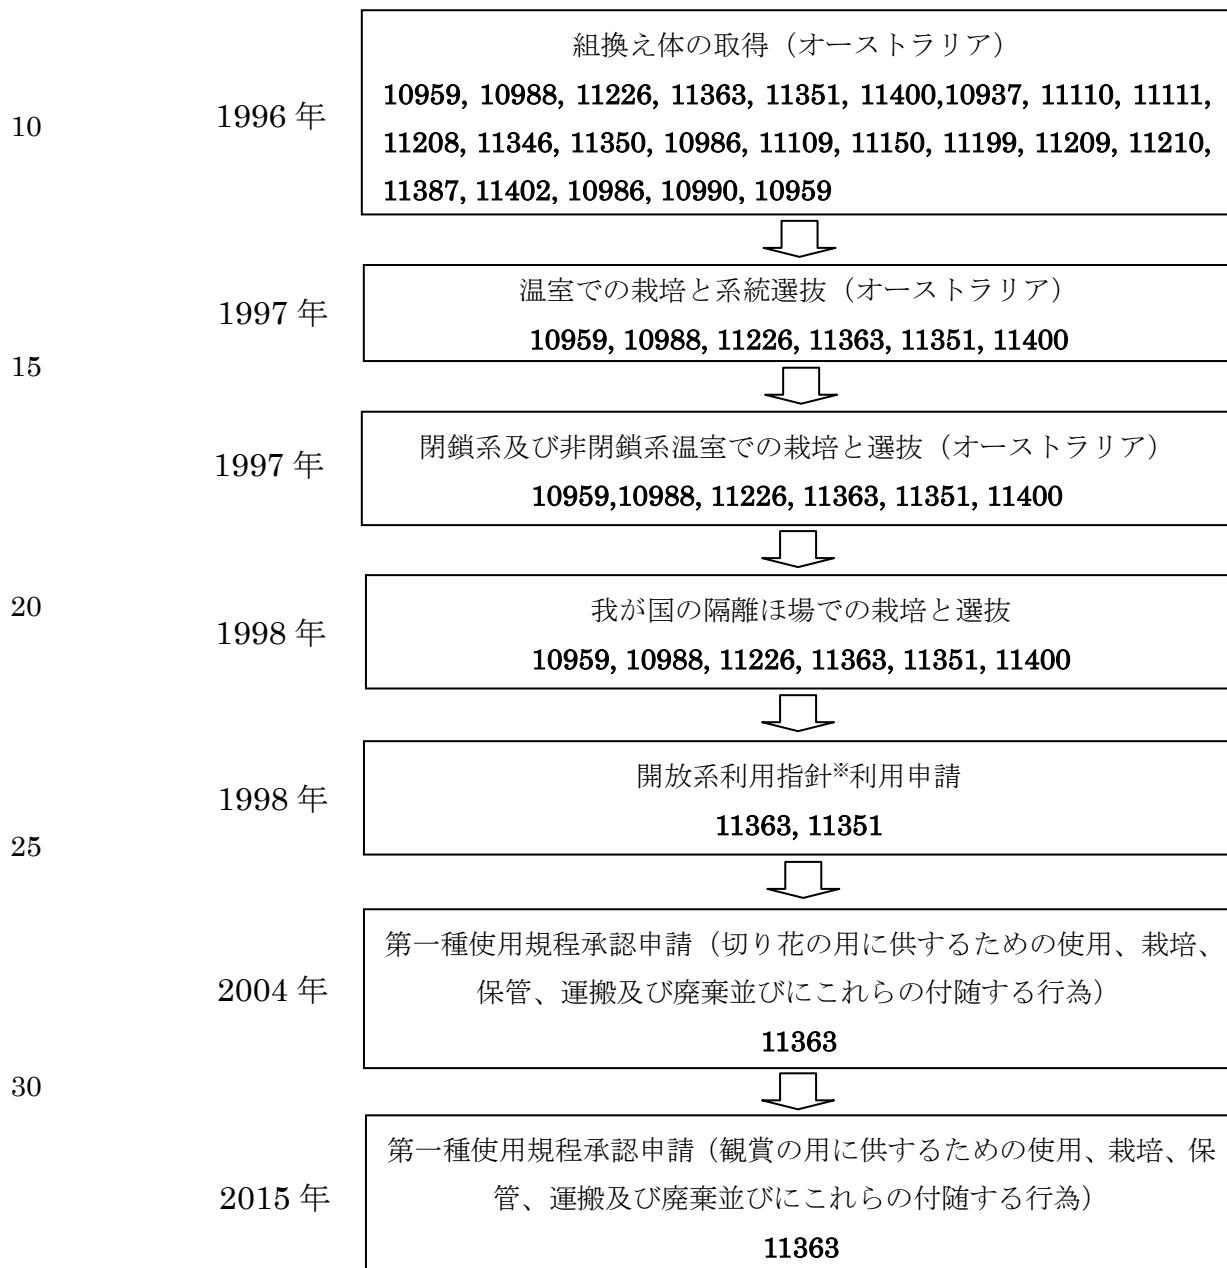 組換え体の取得（オーストラリア）
10959, 10988, 11226, 11363, 11351, 11400,10937, 11110, 11111,
10
1996 年
11208, 11346, 11350, 10986, 11109, 11150, 11199, 11209, 11210,
11387, 11402, 10986, 10990, 10959
温室での栽培と系統選抜（オーストラリア）
1997 年
10959, 10988, 11226, 11363, 11351, 11400
15
閉鎖系及び非閉鎖系温室での栽培と選抜（オーストラリア）
1997 年
10959,10988, 11226, 11363, 11351, 11400
20
我が国の隔離ほ場での栽培と選抜
1998 年
10959, 10988, 11226, 11363, 11351, 11400
開放系利用指針※利用申請
1998 年
11363, 11351
25
第一種使用規程承認申請（切り花の用に供するための使用、栽培、
2004 年
保管、運搬及び廃棄並びにこれらの付随する行為）
11363
30
第一種使用規程承認申請（観賞の用に供するための使用、栽培、保
2015 年
管、運搬及び廃棄並びにこれらの付随する行為）
11363